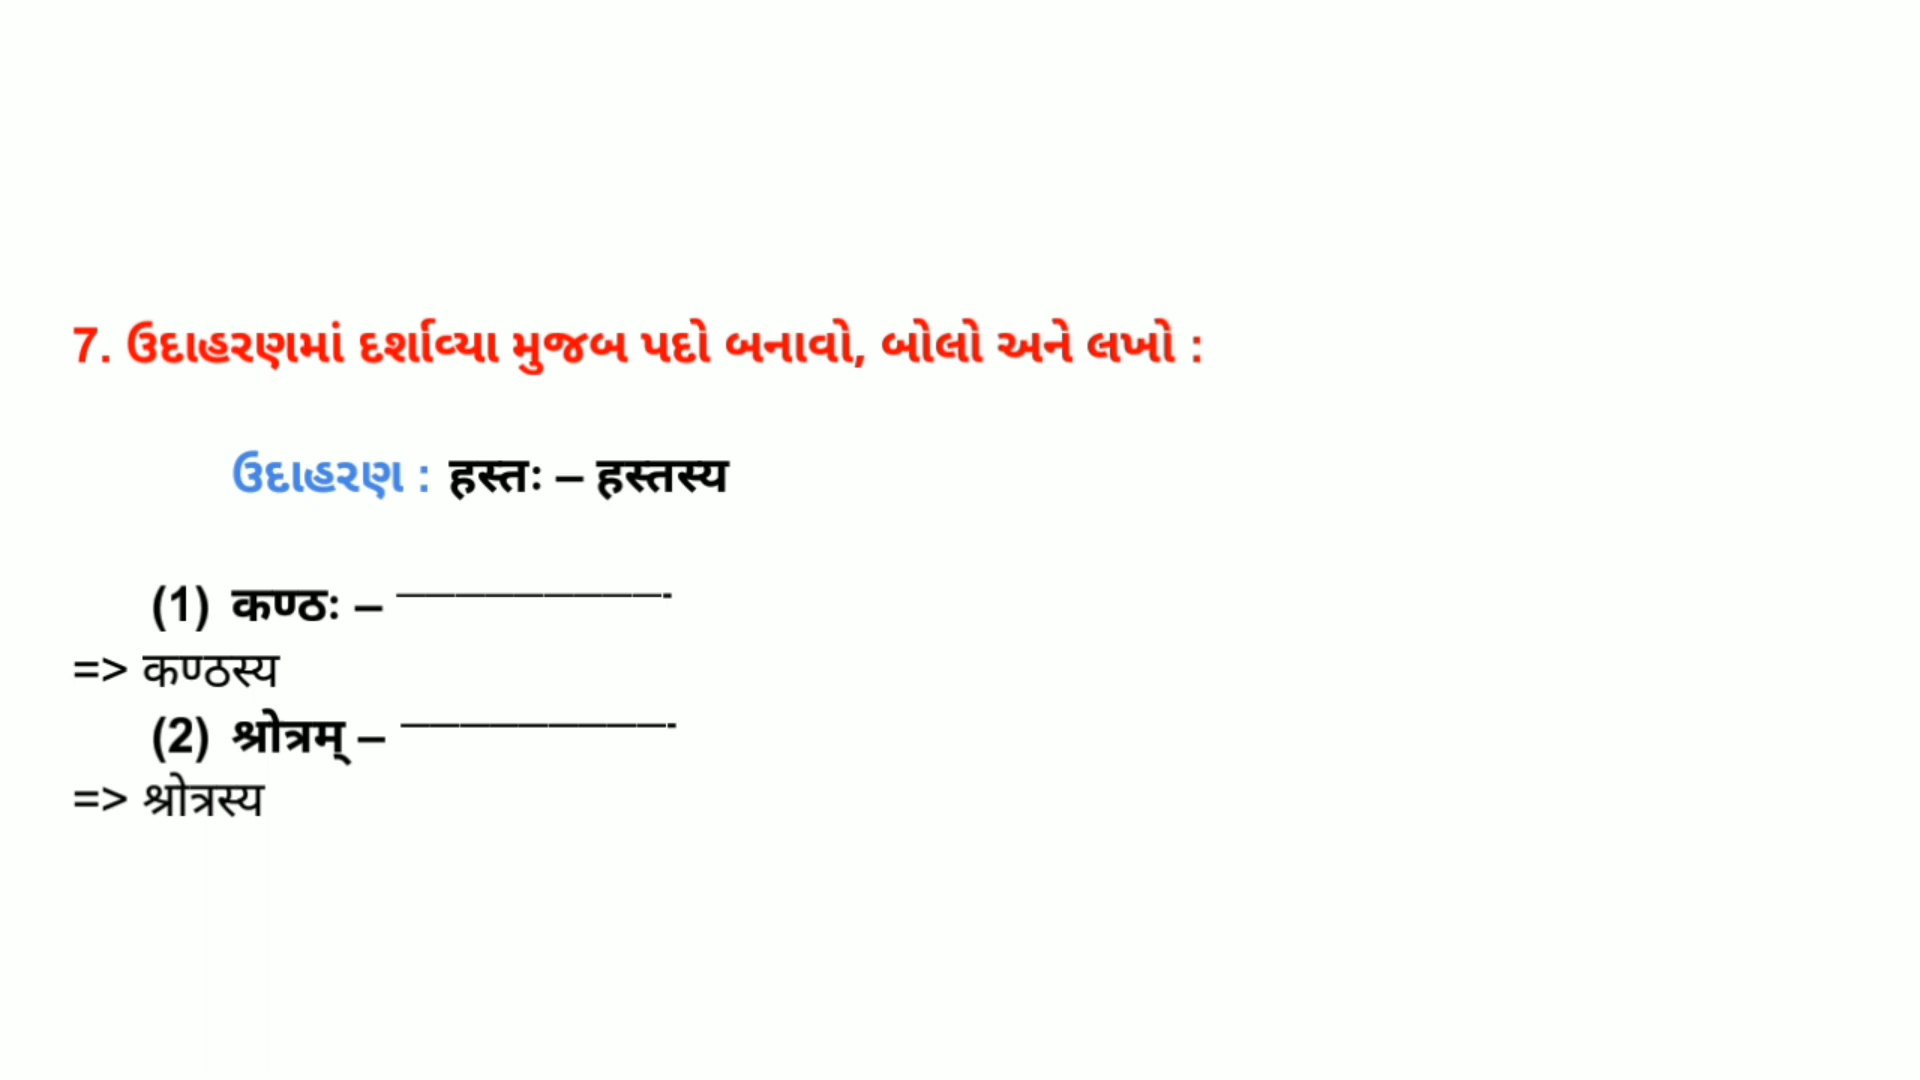 7. ઉદાહરણમાં દર્શાવ્યા મુજબ પદો બનાવો, બોલો અને લખો :
ઉદાહરણ : हस्तः – हस्तस्य
(1) कण्ठः – —————————-
=> कण्ठस्य
(2) श्रोत्रम् – —————————-
=> श्रोत्रस्य